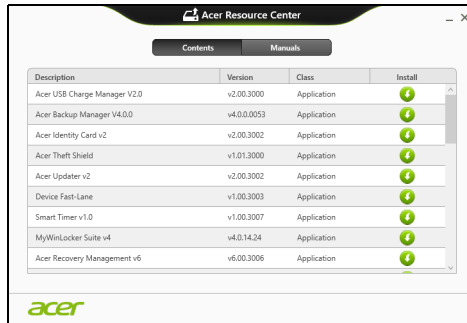 Acer Resource Center
Contents Manuals
Description Version Class Install
Acer USB Charge Manager V2.0 v2.00.3000 Application
Acer Backup Manager V4.0.0 v4.0.0.0053 Application
Acer Identity Card v2 v2.00.3002 Application
Acer Theft Shield v1.01.3000 Application
Acer Updater v2 v2.00.3002 Application
Device Fast-Lane v1.00.3003 Application
Smart Timer v1.0 v1.00.3007 Application
MyWinLocker Suite v4 v4.0.14.24 Application
Acer Recovery Management v6 v6.00.3006 Application
acer